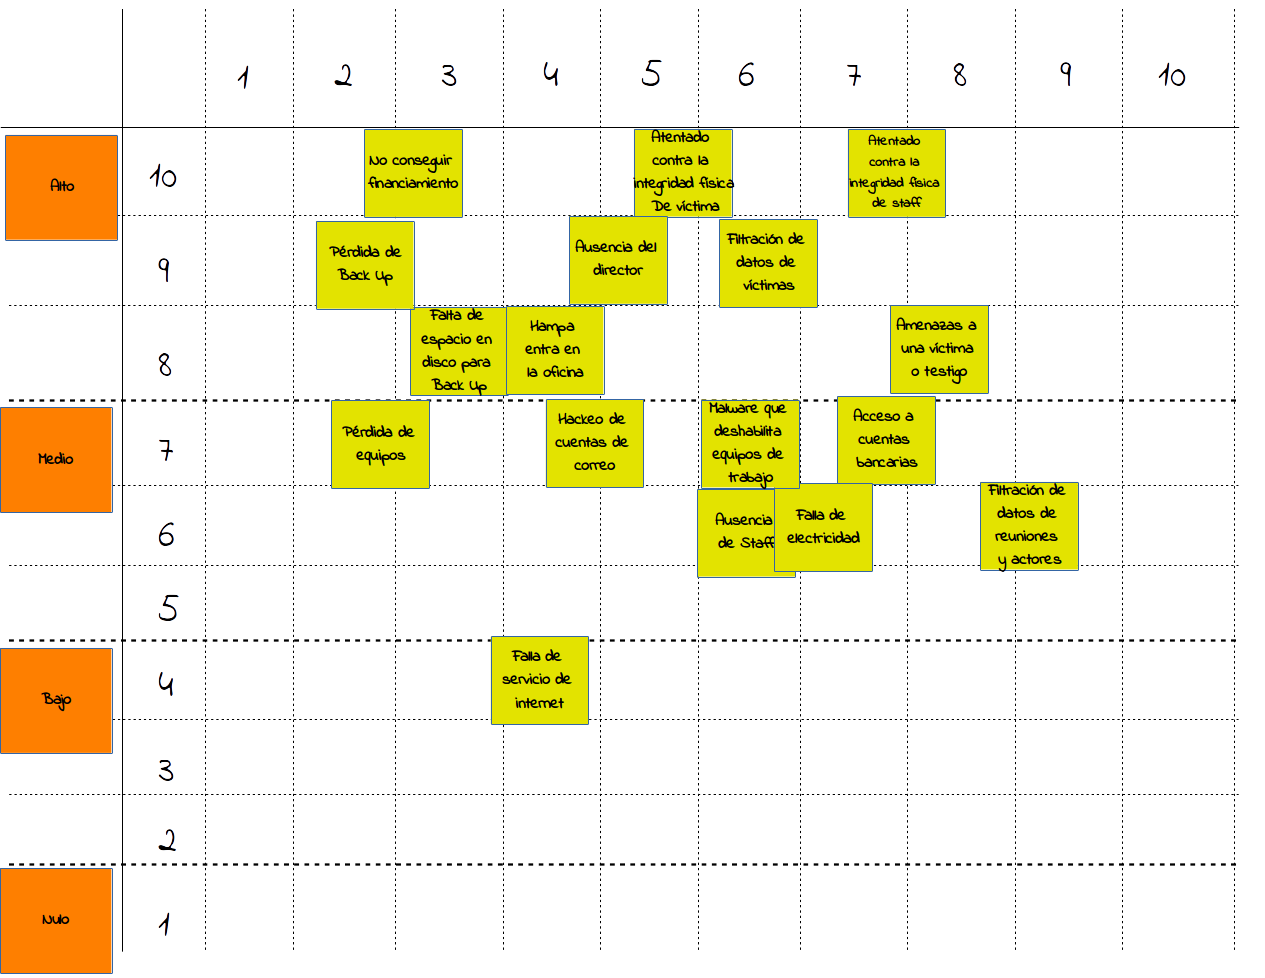 1 2 3 4 5 6 7 8 9 10
Alto
10
No conseguir
financiamiento
Atentado
contra la
integridad física
De víctima
Atentado
contra la
integridad física
de staff
9
Pérdida de
Back Up
Ausencia del
director
Filtración de
datos de
víctimas
8
Falta de
espacio en
disco para
Back Up
Hampa
entra en
la oficina
Amenazas a
una víctima
o testigo
Medio
7
Pérdida de
equipos
Hackeo de
cuentas de
correo
Malware que
deshabilita
equipos de
trabajo
Acceso a
cuentas
bancarias
6
Ausencia
de Staff
Falla de
electricidad
Filtración de
datos de
reuniones
y actores
5
Bajo
4
Falla de
servicio de
internet
3
2
Nulo
1